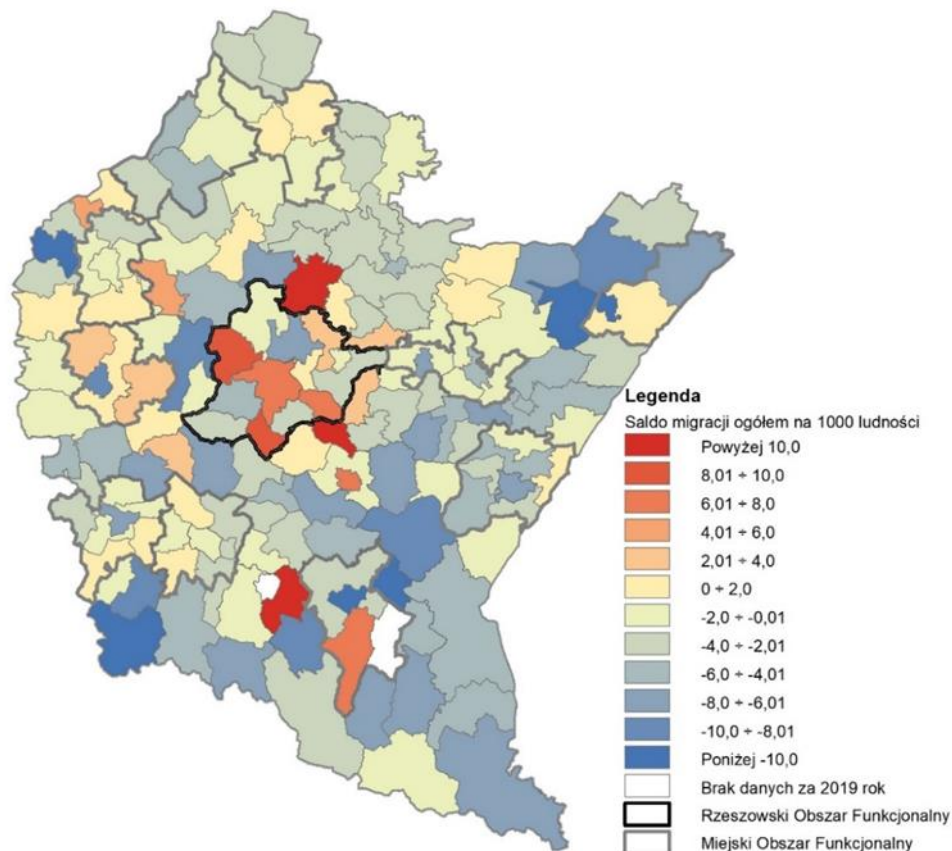 Legenda
Saldo migracji ogółem na 1000 ludności
Powyżej 10,0
8,01 ÷ 10,0
6,01 ÷ 8,0
4,01 ÷ 6,0
2,01 ÷ 4,0
0 ÷ 2,0
-2,0 ÷ -0,01
-4,0 ÷ -2,01
-6,0 ÷ -4,01
-8,0 ÷ -6,01
-10,0 ÷ -8,01
Poniżej -10,0
Brak danych za 2019 rok
Rzeszowski Obszar Funkcjonalny
Miejski Obszar Funkcjonalny